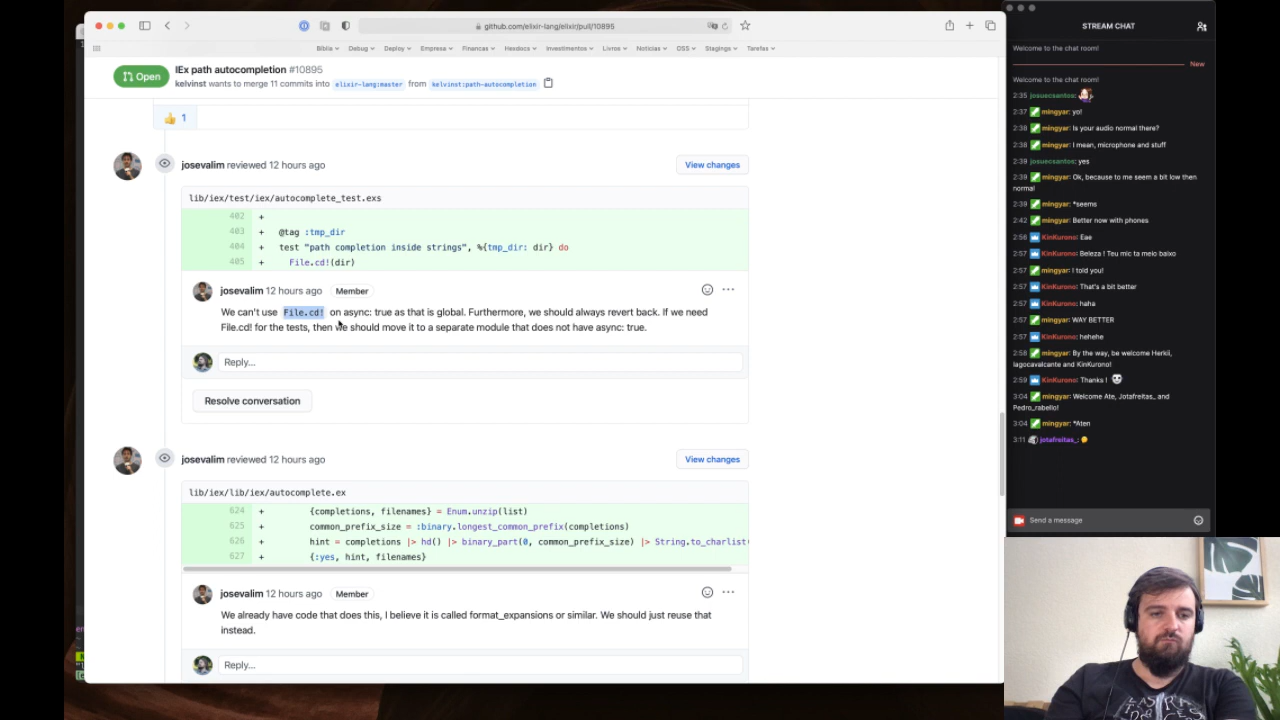 github.com/elixir-lang/elixir/pull/10895
Bíblia
Debug
Deploy
Empresa
Financas
Hexdocs
Investimentos
Livros
Notícias
OSS
Stagings
Tarefas
Open
IEx path autocompletion #10895
kelvinst wants to merge 11 commits into elixir-lang:master from kelvinst:path-autocompletion
👍 1
josevalim reviewed 12 hours ago
View changes
lib/iex/test/iex/autocomplete_test.exs
402 +
403 + @tag :tmp_dir
404 + test "path completion inside strings", %{tmp_dir: dir} do
405 + File.cd!(dir)
josevalim 12 hours ago Member
We can't use File.cd! on async: true as that is global. Furthermore, we should always revert back. If we need
File.cd! for the tests, then we should move it to a separate module that does not have async: true.
Reply...
Resolve conversation
josevalim reviewed 12 hours ago
View changes
lib/iex/lib/iex/autocomplete.ex
624 + {completions, filenames} = Enum.unzip(list)
625 + common_prefix_size = :binary.longest_common_prefix(completions)
626 + hint = completions |> hd() |> binary_part(0, common_prefix_size) |> String.to_charlist(
627 + {:yes, hint, filenames}
josevalim 12 hours ago Member
We already have code that does this, I believe it is called format_expansions or similar. We should just reuse that
instead.
Reply...
STREAM CHAT
Welcome to the chat room!
New
Welcome to the chat room!
2:35 josuecsantos:
2:37 mingyar: yo!
2:38 mingyar: Is your audio normal there?
2:38 mingyar: I mean, microphone and stuff
2:39 josuecsantos: yes
2:39 mingyar: Ok, because to me seem a bit low then
normal
2:39 mingyar: *seems
2:42 mingyar: Better now with phones
2:56 KinKurono: Eae
2:57 KinKurono: Beleza ! Teu mic ta meio baixo
2:57 mingyar: I told you!
2:57 KinKurono: That's a bit better
2:57 KinKurono: haha
2:57 mingyar: WAY BETTER
2:57 KinKurono: hehehe
2:58 mingyar: By the way, be welcome Herkii,
iagocavalcante and KinKurono!
2:59 KinKurono: Thanks !
3:04 mingyar: Welcome Ate, Jotafreitas_ and
Pedro_rabello!
3:04 mingyar: *Aten
3:11 jotafreitas_:
Send a message